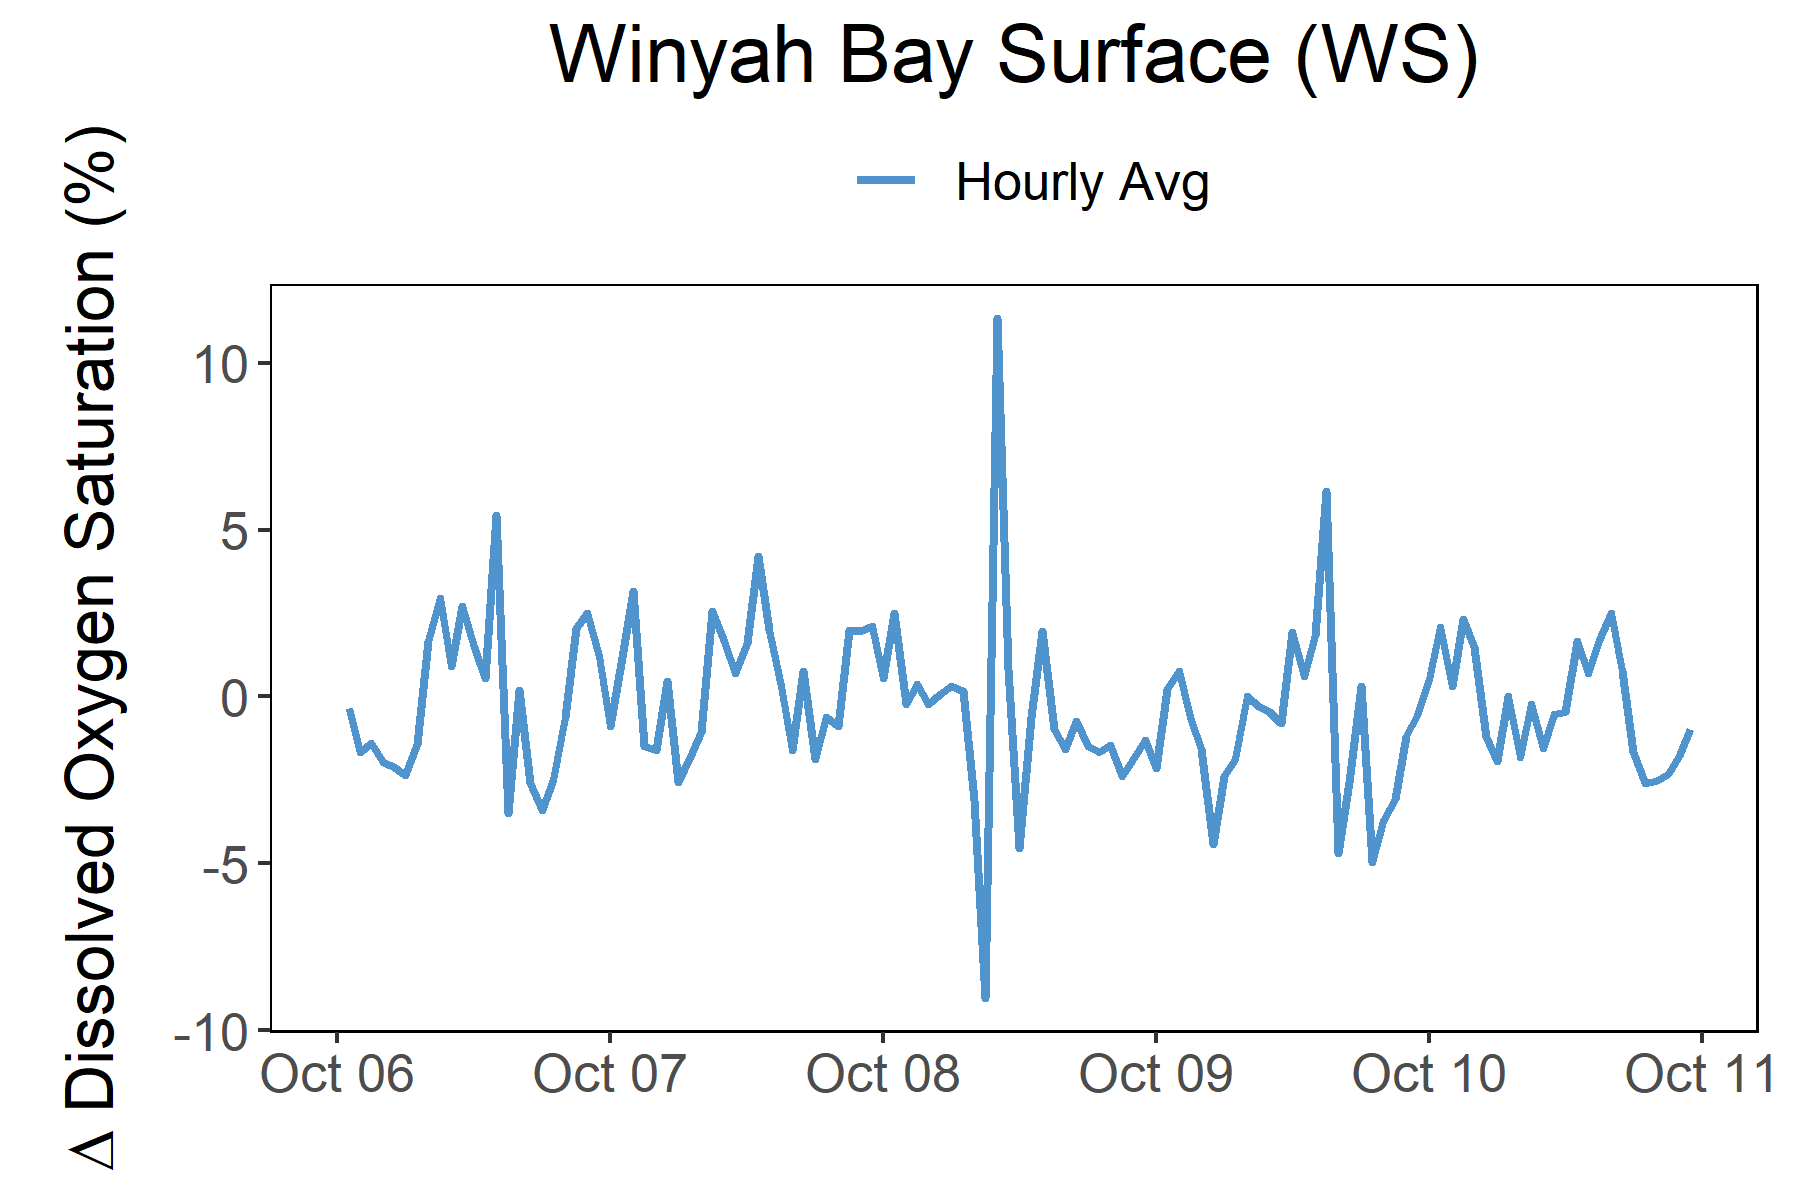 Winyah Bay Surface (WS)
Hourly Avg
Δ Dissolved Oxygen Saturation (%)
10
5
0
-5
-10
Oct 06 Oct 07 Oct 08 Oct 09 Oct 10 Oct 11